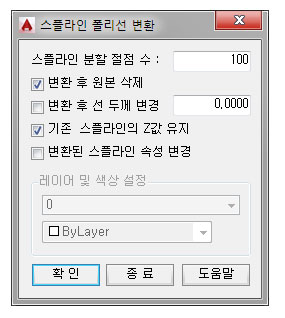 스플라인 폴리선 변환
스플라인 분할 절점 수 : 100
변환 후 원본 삭제
변환 후 선 두께 변경 0,0000
기존 스플라인의 Z값 유지
변환된 스플라인 속성 변경
레이어 및 색상 설정
0
ByLayer
확 인 종 료 도움말